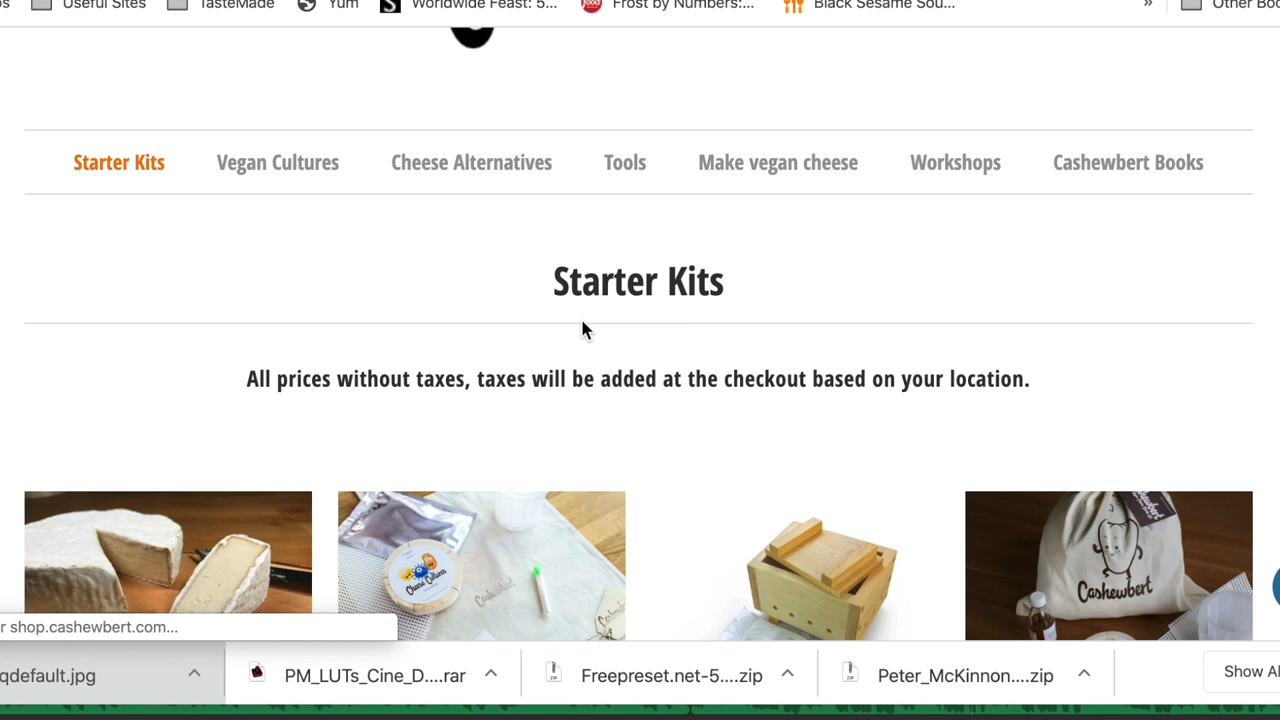 Useful Sites TasteMade Yum Worldwide Feast: 5... Frost by Numbers:... Black Sesame Sou... » Other Boo
Starter Kits Vegan Cultures Cheese Alternatives Tools Make vegan cheese Workshops Cashewbert Books
Starter Kits
All prices without taxes, taxes will be added at the checkout based on your location.
Cheese Cultures
Cashewbert
r shop.cashewbert.com...
qdefault.jpg PM_LUTs_Cine_D....rar Freepreset.net-5....zip Peter_McKinnon....zip Show Al